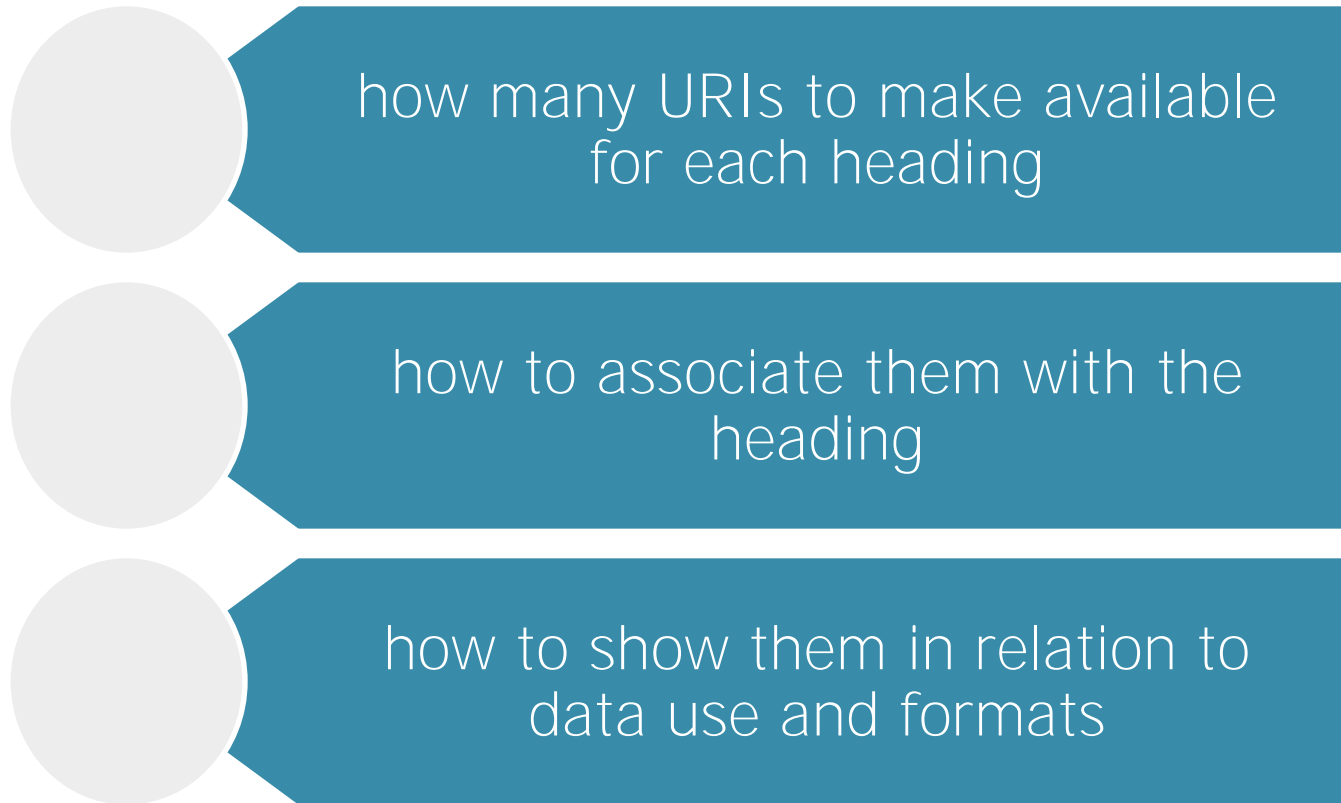 how many URIs to make available
for each heading
how to associate them with the
heading
how to show them in relation to
data use and formats